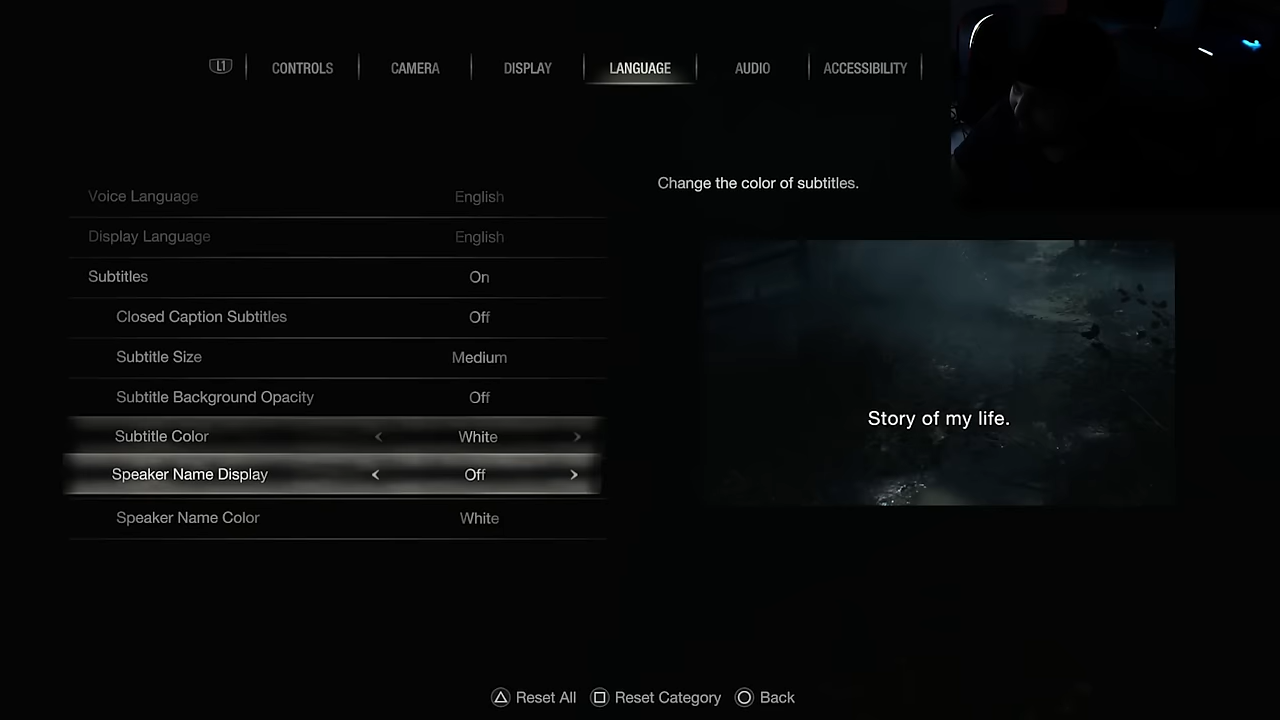 L1 CONTROLS CAMERA DISPLAY LANGUAGE AUDIO ACCESSIBILITY
Voice Language English
Display Language English
Subtitles On
Closed Caption Subtitles Off
Subtitle Size Medium
Subtitle Background Opacity Off
Subtitle Color White
Speaker Name Display Off
Speaker Name Color White
Change the color of subtitles.
Story of my life.
Reset All Reset Category Back